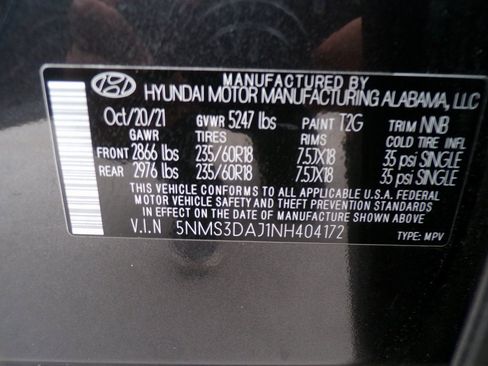 MANUFACTURED BY
HYUNDAI MOTOR MANUFACTURING ALABAMA, LLC
Oct/20/21 GVWR 5247 lbs PAINT T2G TRIM NNB
GAWR TIRES RIMS COLD TIRE INFL
FRONT 2866 lbs 235/60R18 7.5JX18 35 psi SINGLE
REAR 2976 lbs 235/60R18 7.5JX18 35 psi SINGLE
THIS VEHICLE CONFORMS TO ALL APPLICABLE U.S.A. FEDERAL
MOTOR VEHICLE SAFETY AND THEFT PREVENTION STANDARDS
IN EFFECT ON THE DATE OF MANUFACTURE SHOWN ABOVE.
V.I.N 5NMS3DAJ1NH404172 TYPE: MPV